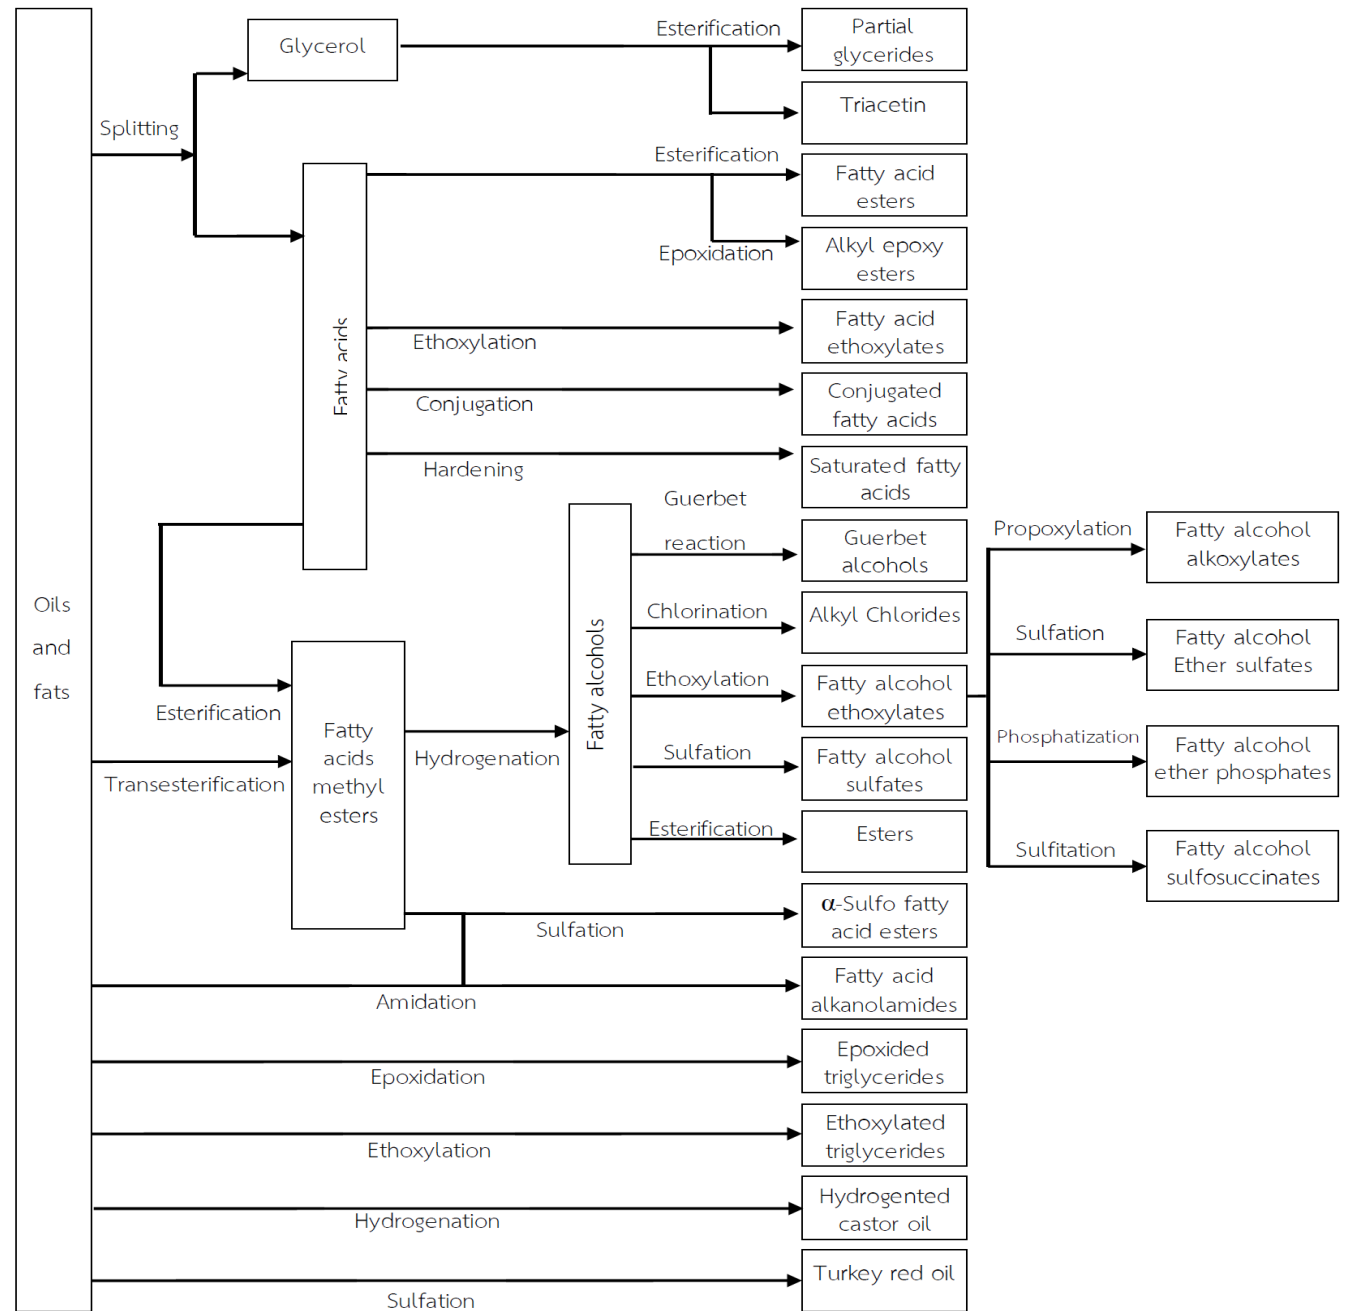 Glycerol
Esterification
Partial
glycerides
Triacetin
Splitting
Esterification
Fatty acid
esters
Epoxidation
Alkyl epoxy
esters
Fatty acids
Ethoxylation
Fatty acid
ethoxylates
Conjugation
Conjugated
fatty acids
Hardening
Saturated fatty
acids
Guerbet
reaction
Guerbet
alcohols
Propoxylation
Fatty alcohol
alkoxylates
Oils
and
fats
Fatty alcohols
Chlorination
Alkyl Chlorides
Sulfation
Fatty alcohol
Ether sulfates
Ethoxylation
Fatty alcohol
ethoxylates
Esterification
Fatty
acids
methyl
esters
Hydrogenation
Transesterification
Sulfation
Fatty alcohol
sulfates
Phosphatization
Fatty alcohol
ether phosphates
Esterification
Esters
Sulfitation
Fatty alcohol
sulfosuccinates
Sulfation
α-Sulfo fatty
acid esters
Amidation
Fatty acid
alkanolamides
Epoxidation
Epoxided
triglycerides
Ethoxylation
Ethoxylated
triglycerides
Hydrogenation
Hydrogented
castor oil
Sulfation
Turkey red oil